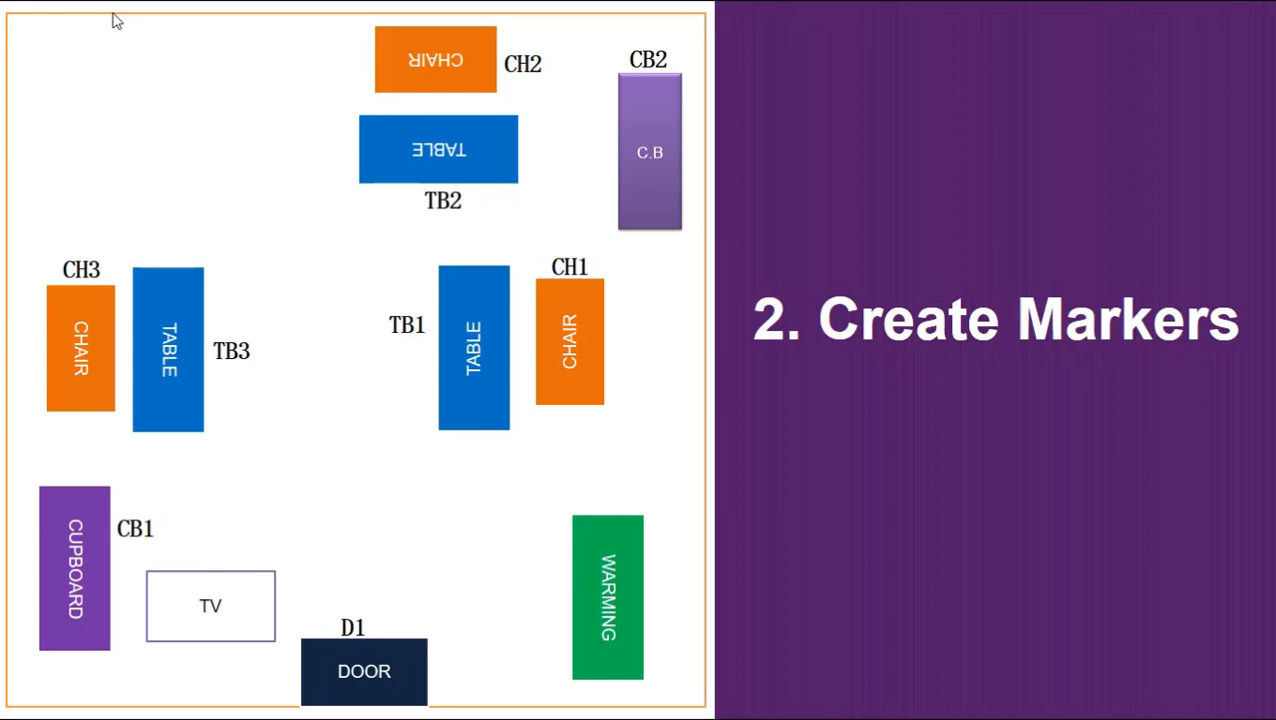 CHAIR
CH2
CB2
TABLE
C.B
TB2
CH3
CH1
CHAIR
TABLE
TB3
TB1
TABLE
CHAIR
2. Create Markers
CUPBOARD
CB1
TV
WARMING
D1
DOOR